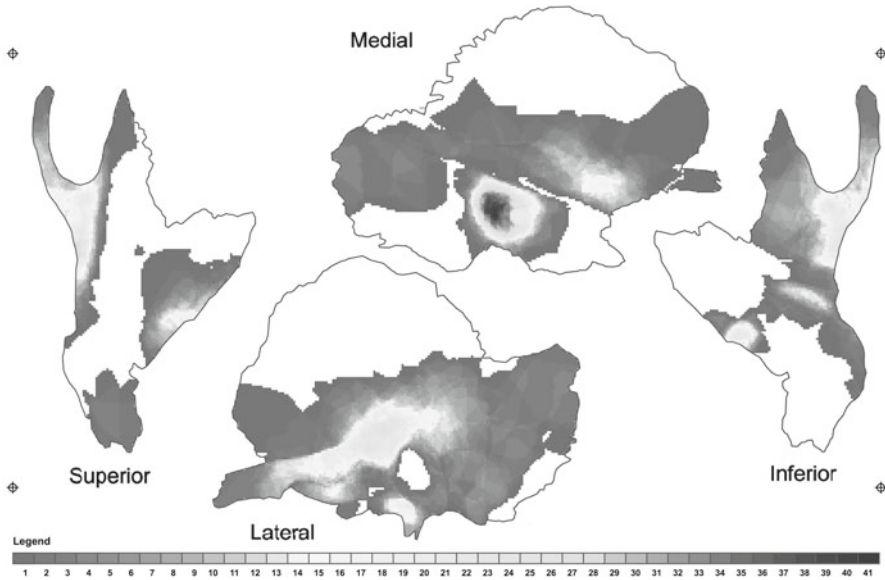 Medial
Superior
Inferior
Lateral
Legend
1 2 3 4 5 6 7 8 9 10 11 12 13 14 15 16 17 18 19 20 21 22 23 24 25 26 27 28 29 30 31 32 33 34 35 36 37 38 39 40 41